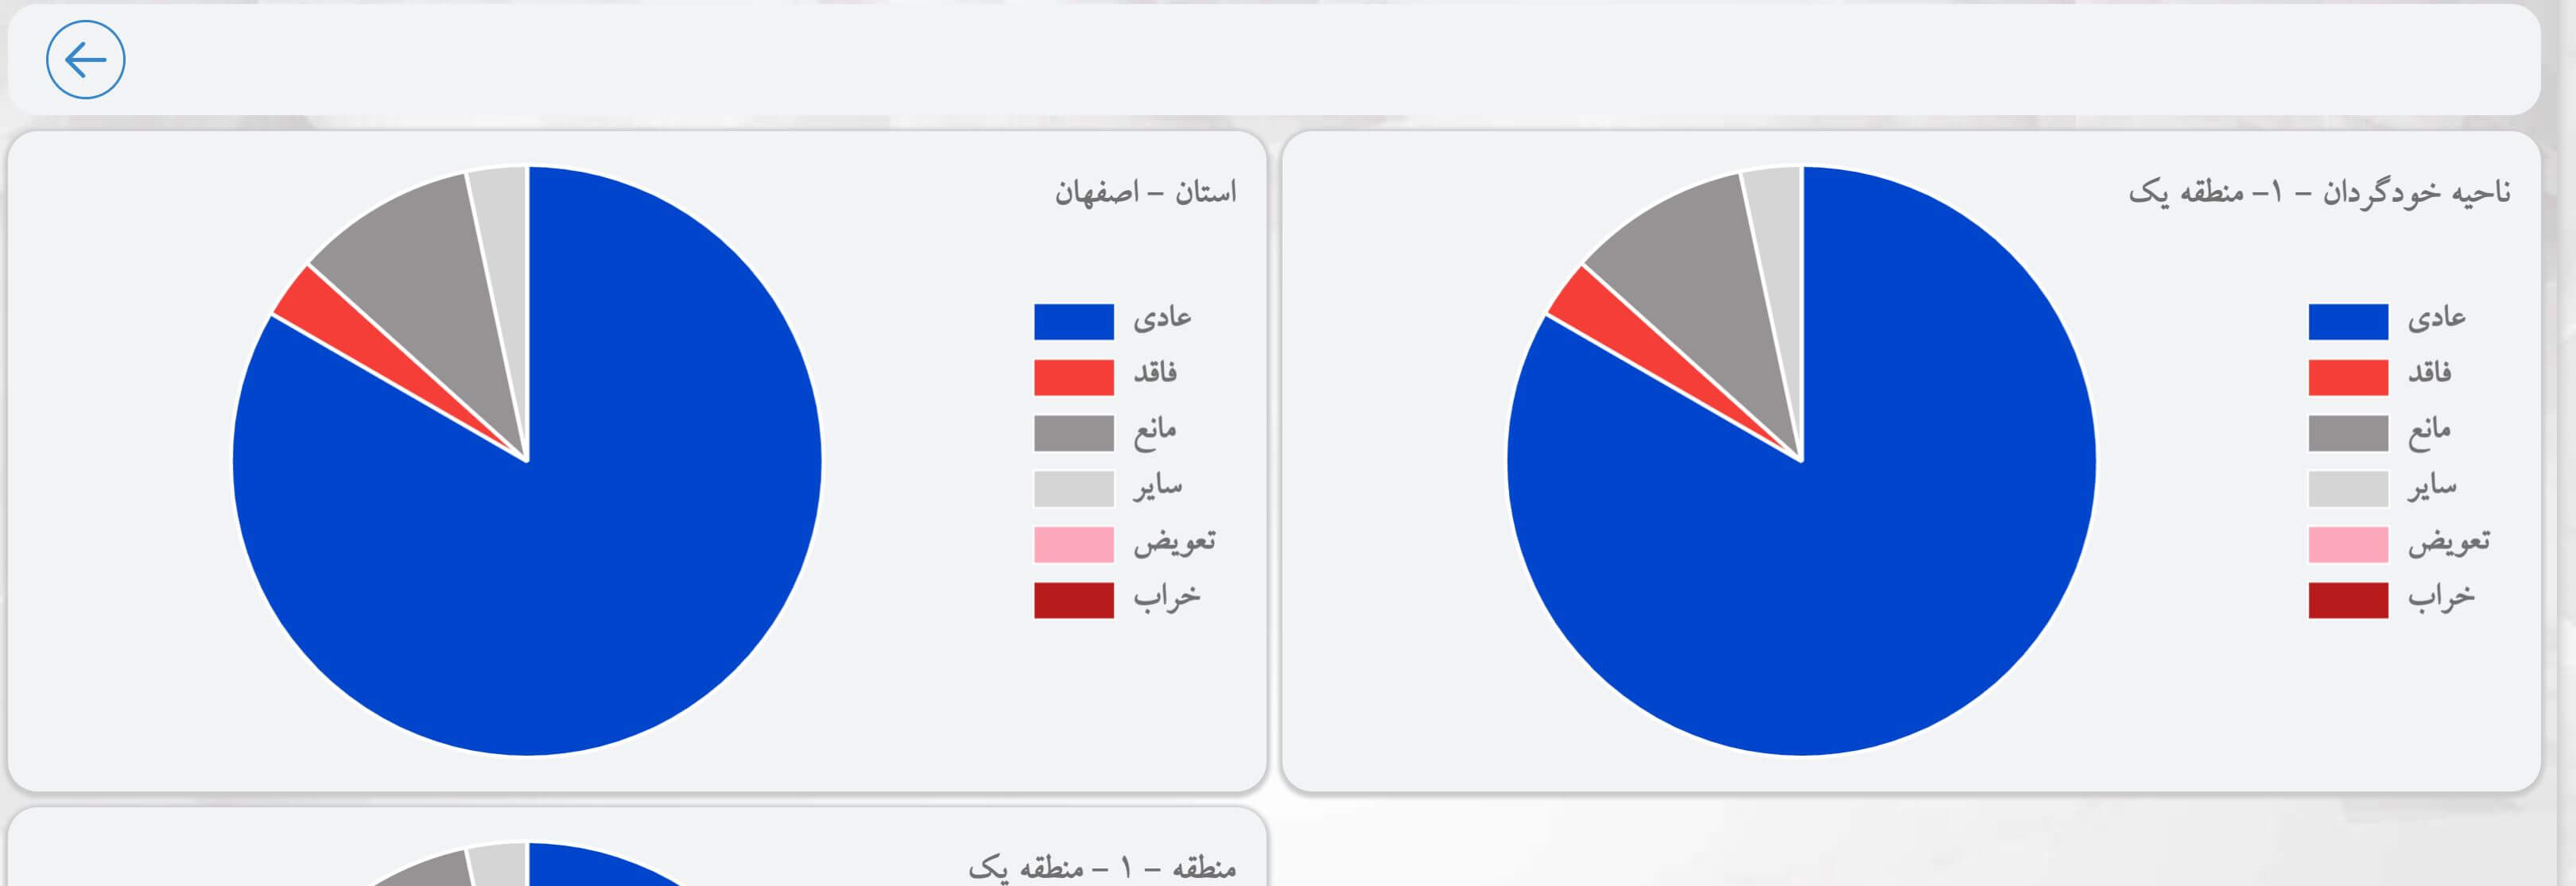 ناحیه خودگردان - ۱- منطقه یک
عادی
فاقد
مانع
سایر
تعویض
خراب
استان - اصفهان
عادی
فاقد
مانع
سایر
تعویض
خراب
منطقه - ۱ - منطقه یک